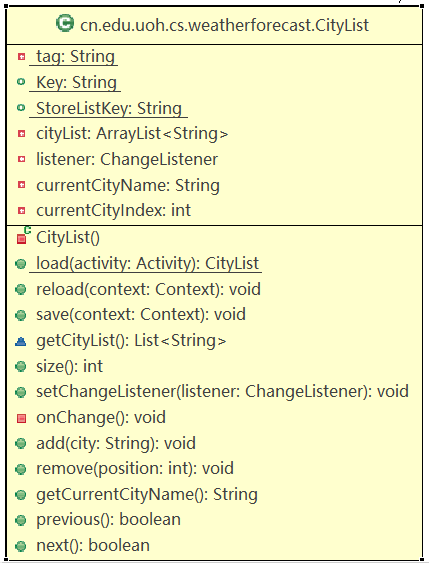 C cn.edu.uoh.cs.weatherforecast.CityList
tag: String
Key: String
StoreListKey: String
cityList: ArrayList<String>
listener: ChangeListener
currentCityName: String
currentCityIndex: int
C CityList()
load(activity: Activity): CityList
reload(context: Context): void
save(context: Context): void
getCityList(): List<String>
size(): int
setChangeListener(listener: ChangeListener): void
onChange(): void
add(city: String): void
remove(position: int): void
getCurrentCityName(): String
previous(): boolean
next(): boolean